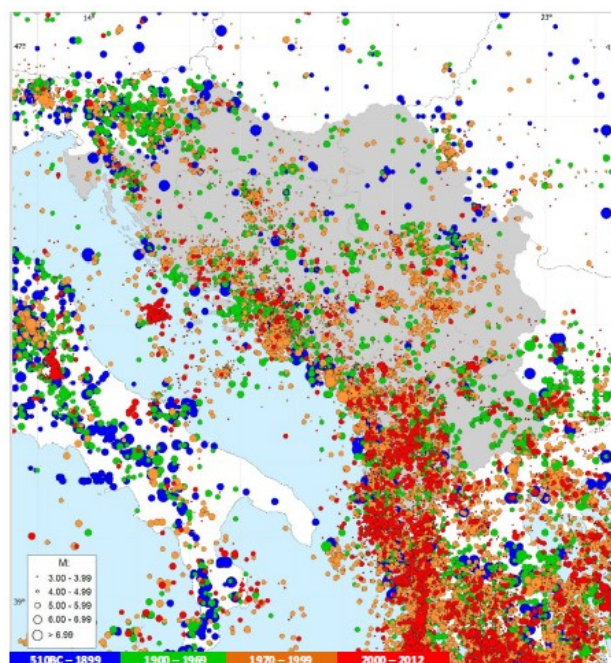 14°
23°
M:
3.00 - 3.99
4.00 - 4.99
5.00 - 5.99
6.00 - 6.99
> 6.99
39°
510BC – 1899
1900 – 1969
1970 – 1999
2000 – 2012